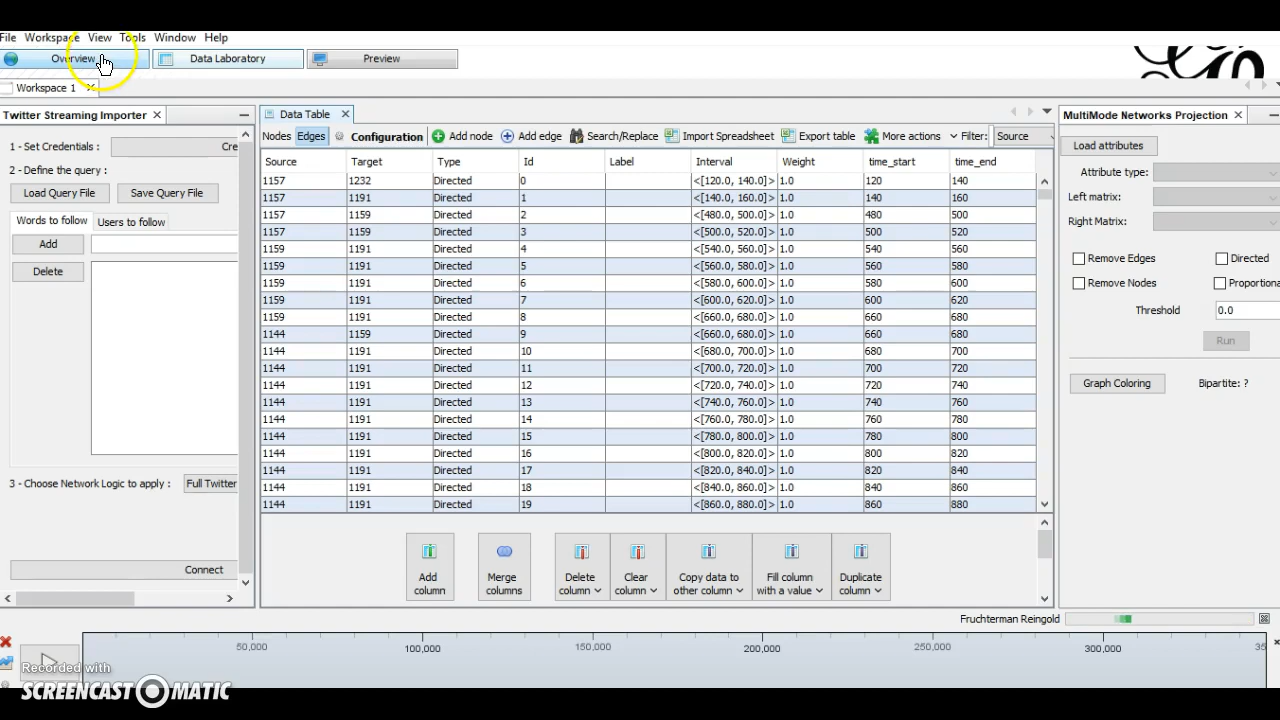 File Workspace View Tools Window Help
Overview Data Laboratory Preview
Workspace 1
Twitter Streaming Importer
1 - Set Credentials : Cre
2 - Define the query :
Load Query File Save Query File
Words to follow Users to follow
Add
Delete
3 - Choose Network Logic to apply : Full Twitter
Connect
Data Table
Nodes Edges Configuration Add node Add edge Search/Replace Import Spreadsheet Export table More actions Filter: Source
Source Target Type Id Label Interval Weight time_start time_end
1157 1232 Directed 0 <[120.0, 140.0]> 1.0 120 140
1157 1191 Directed 1 <[140.0, 160.0]> 1.0 140 160
1157 1159 Directed 2 <[480.0, 500.0]> 1.0 480 500
1157 1159 Directed 3 <[500.0, 520.0]> 1.0 500 520
1159 1191 Directed 4 <[540.0, 560.0]> 1.0 540 560
1159 1191 Directed 5 <[560.0, 580.0]> 1.0 560 580
1159 1191 Directed 6 <[580.0, 600.0]> 1.0 580 600
1159 1191 Directed 7 <[600.0, 620.0]> 1.0 600 620
1159 1191 Directed 8 <[660.0, 680.0]> 1.0 660 680
1144 1159 Directed 9 <[660.0, 680.0]> 1.0 660 680
1144 1191 Directed 10 <[680.0, 700.0]> 1.0 680 700
1144 1191 Directed 11 <[700.0, 720.0]> 1.0 700 720
1144 1191 Directed 12 <[720.0, 740.0]> 1.0 720 740
1144 1191 Directed 13 <[740.0, 760.0]> 1.0 740 760
1144 1191 Directed 14 <[760.0, 780.0]> 1.0 760 780
1144 1191 Directed 15 <[780.0, 800.0]> 1.0 780 800
1144 1191 Directed 16 <[800.0, 820.0]> 1.0 800 820
1144 1191 Directed 17 <[820.0, 840.0]> 1.0 820 840
1144 1191 Directed 18 <[840.0, 860.0]> 1.0 840 860
1144 1191 Directed 19 <[860.0, 880.0]> 1.0 860 880
Add column
Merge columns
Delete column
Clear column
Copy data to other column
Fill column with a value
Duplicate column
MultiMode Networks Projection
Load attributes
Attribute type:
Left matrix:
Right Matrix:
Remove Edges Directed
Remove Nodes Proportiona
Threshold 0.0
Run
Graph Coloring Bipartite: ?
Fruchterman Reingold
50,000 100,000 150,000 200,000 250,000 300,000 35
Recorded with
SCREENCAST MATIC